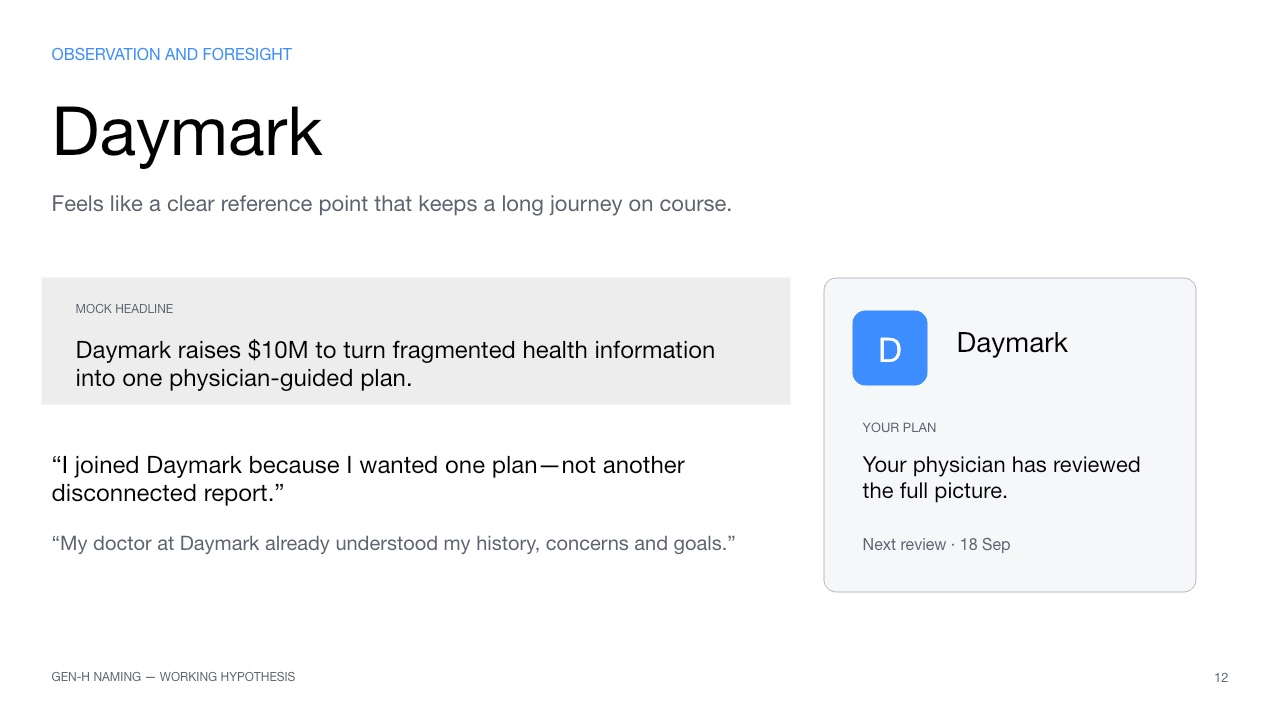 OBSERVATION AND FORESIGHT
Daymark
Feels like a clear reference point that keeps a long journey on course.
MOCK HEADLINE
Daymark raises $10M to turn fragmented health information
into one physician-guided plan.
“I joined Daymark because I wanted one plan—not another
disconnected report.”
“My doctor at Daymark already understood my history, concerns and goals.”
D
Daymark
YOUR PLAN
Your physician has reviewed
the full picture.
Next review · 18 Sep
GEN-H NAMING — WORKING HYPOTHESIS
12